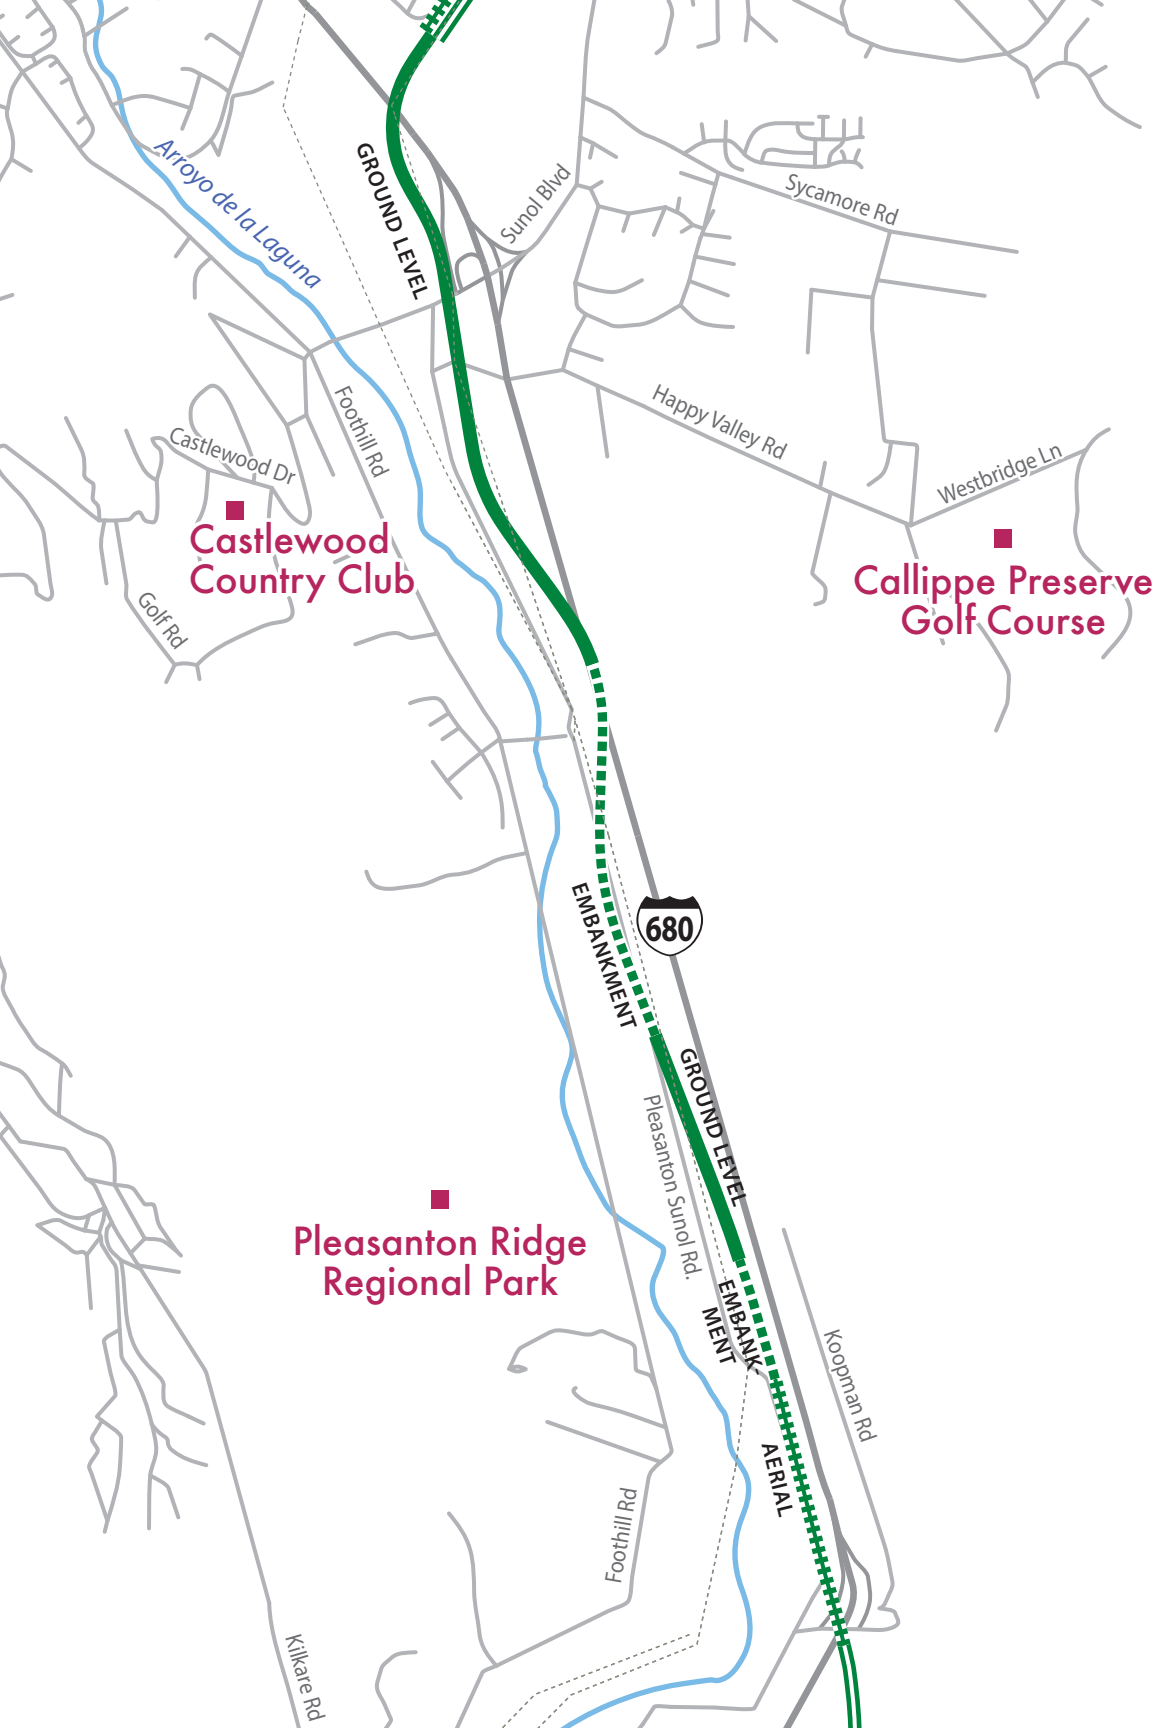 Arroyo de la Laguna
GROUND LEVEL
Sunol Blvd
Sycamore Rd
Foothill Rd
Happy Valley Rd
Castlewood Dr
Westbridge Ln
Castlewood
Country Club
Callippe Preserve
Golf Course
Golf Rd
EMBANKMENT
680
GROUND LEVEL
Pleasanton Sunol Rd.
Pleasanton Ridge
Regional Park
EMBANK-
MENT
Koopman Rd
AERIAL
Foothill Rd
Kilkare Rd